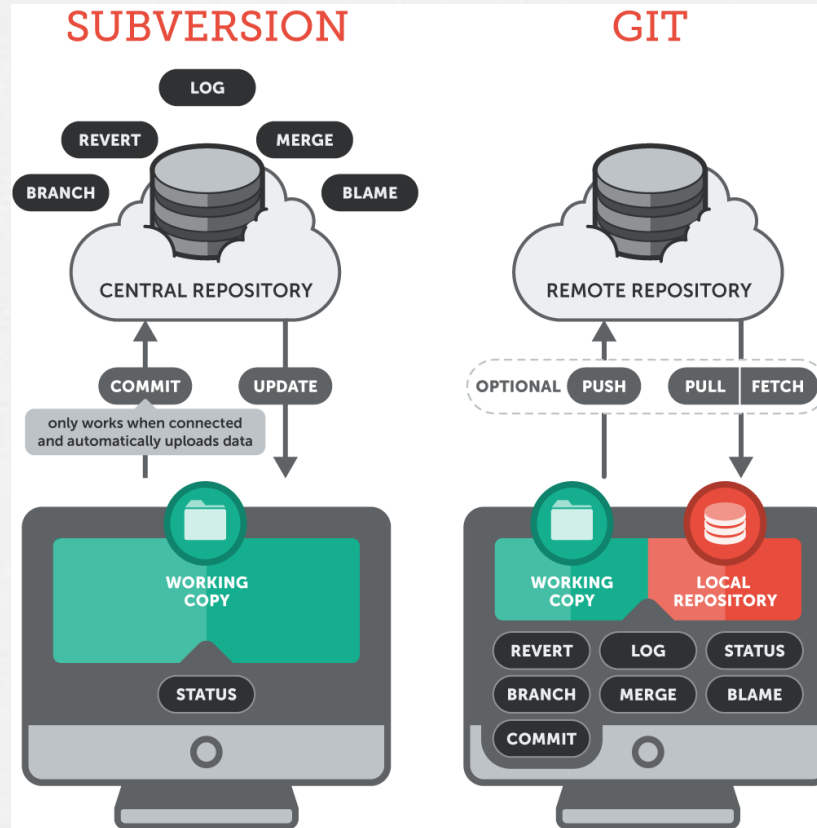 SUBVERSION
LOG
REVERT
MERGE
BRANCH
BLAME
CENTRAL REPOSITORY
COMMIT
UPDATE
only works when connected
and automatically uploads data
WORKING
COPY
STATUS
GIT
REMOTE REPOSITORY
OPTIONAL
PUSH
PULL
FETCH
WORKING
COPY
LOCAL
REPOSITORY
REVERT
LOG
STATUS
BRANCH
MERGE
BLAME
COMMIT